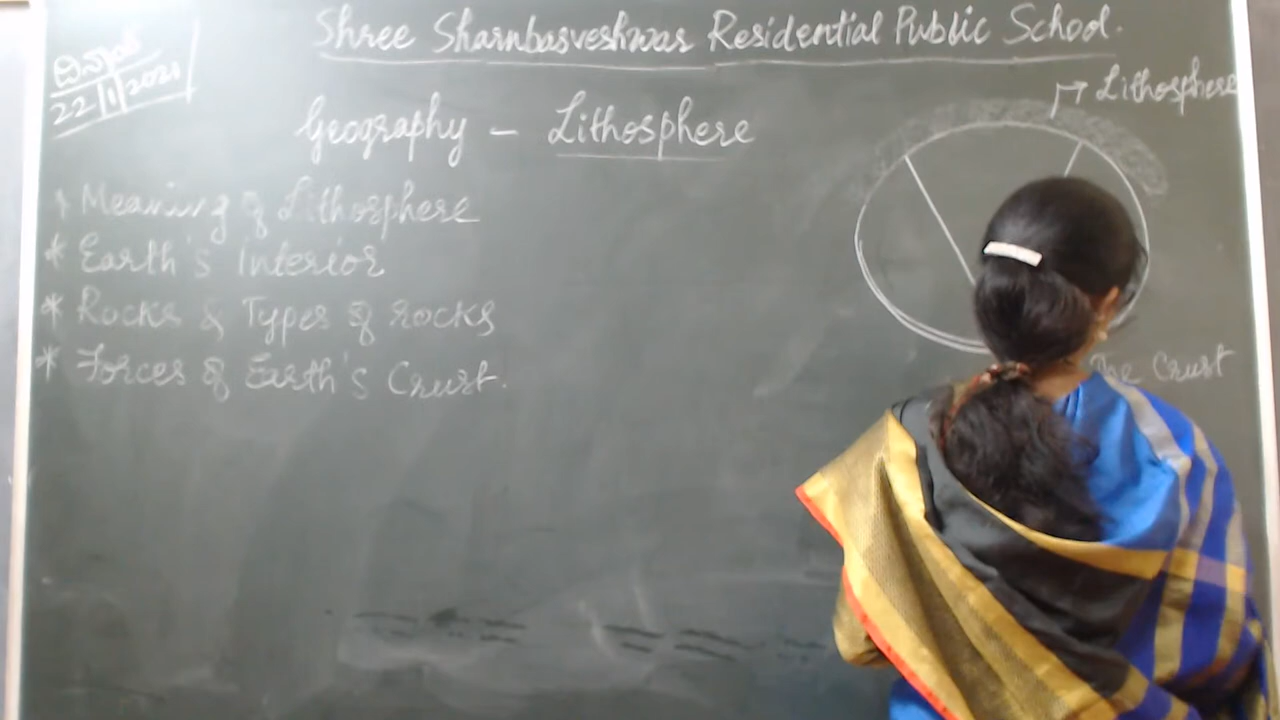 Shree Sharnbasveshwar Residential Public School.
ದಿನಾಂಕ
22/1/2021
Geography - Lithosphere
Lithosphere
* Meaning of Lithosphere
* Earth's Interior
* Rocks & Types of rocks
* Forces of Earth's Crust.
The Crust